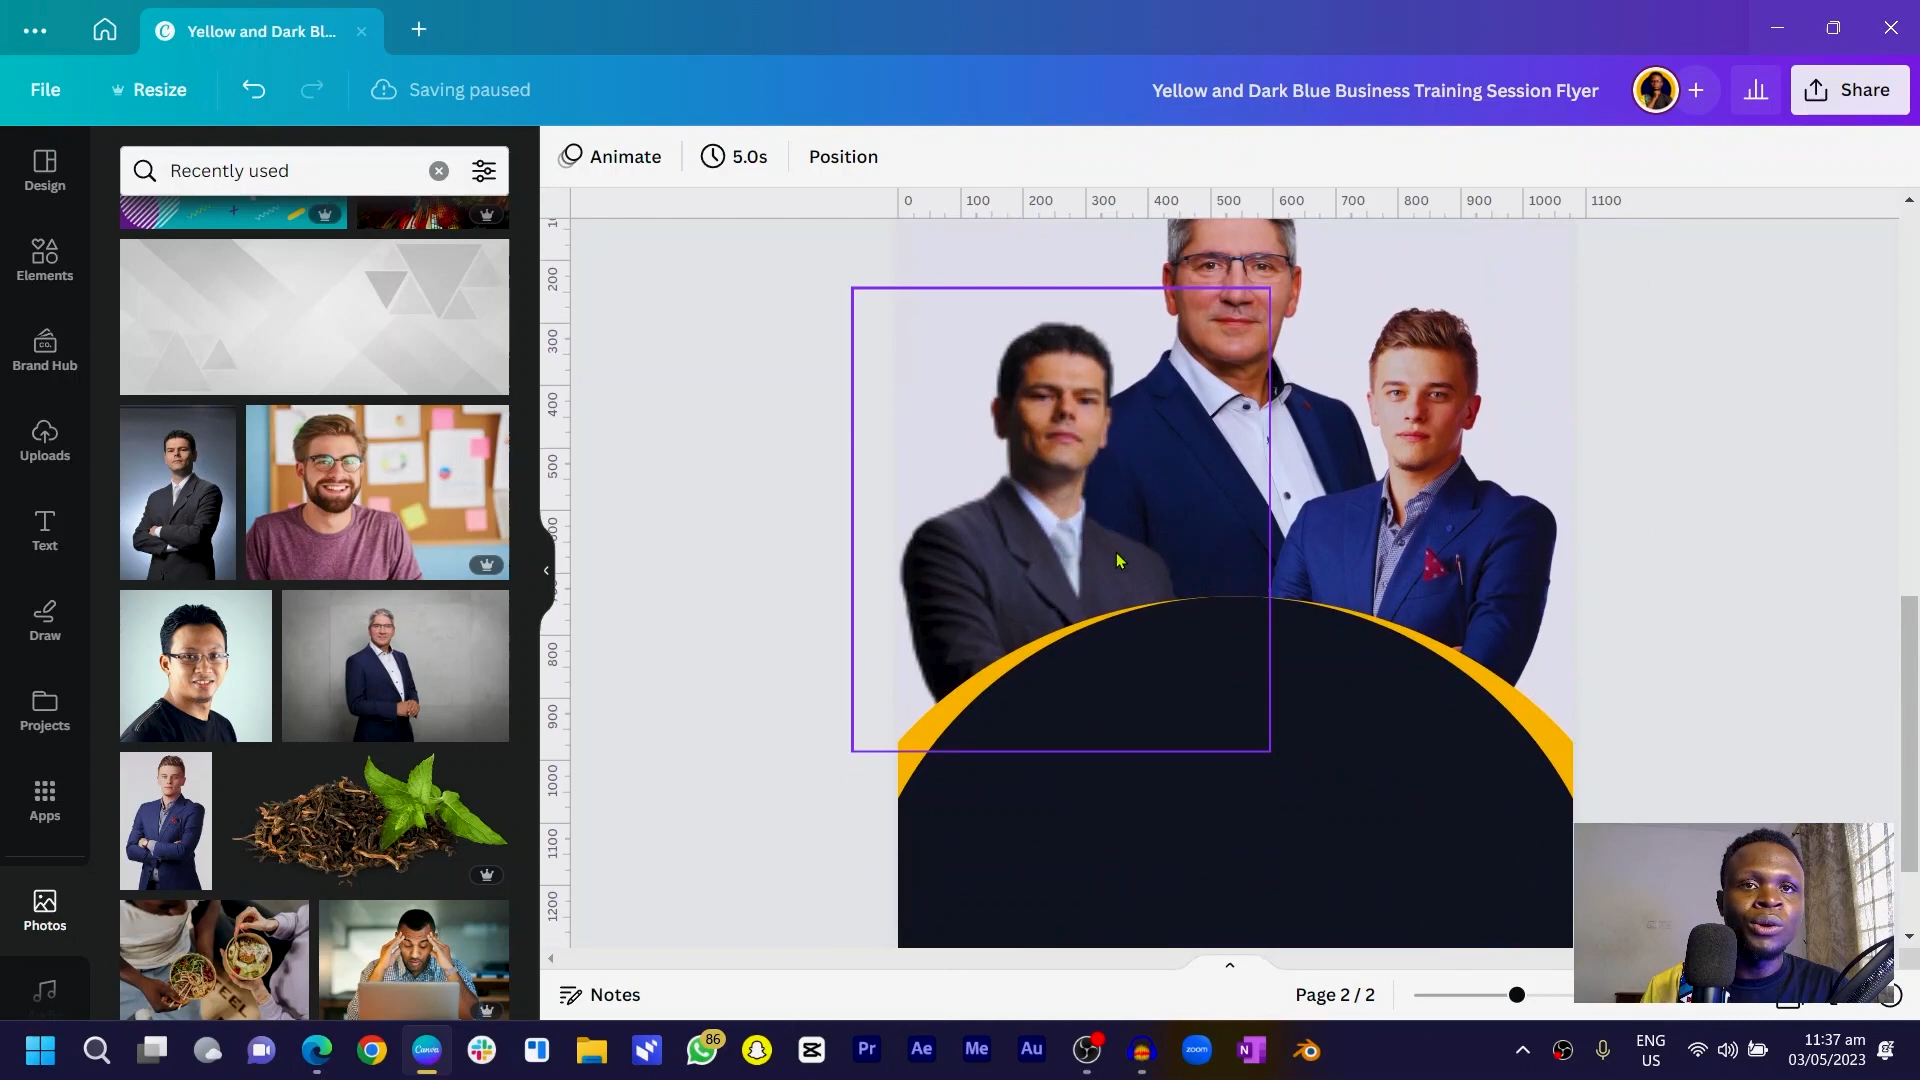 Yellow and Dark Bl...
File
Resize
Saving paused
Yellow and Dark Blue Business Training Session Flyer
Share
Design
Elements
CO.
Brand Hub
Uploads
Text
Draw
Projects
Apps
Photos
Recently used
Animate
5.0s
Position
0 100 200 300 400 500 600 700 800 900 1000 1100
200
300
400
500
800
900
1000
1100
1200
Notes
Page 2 / 2
Canva
86
Pr
Ae
Me
Au
zoom
N
ENG
US
11:37 am
03/05/2023